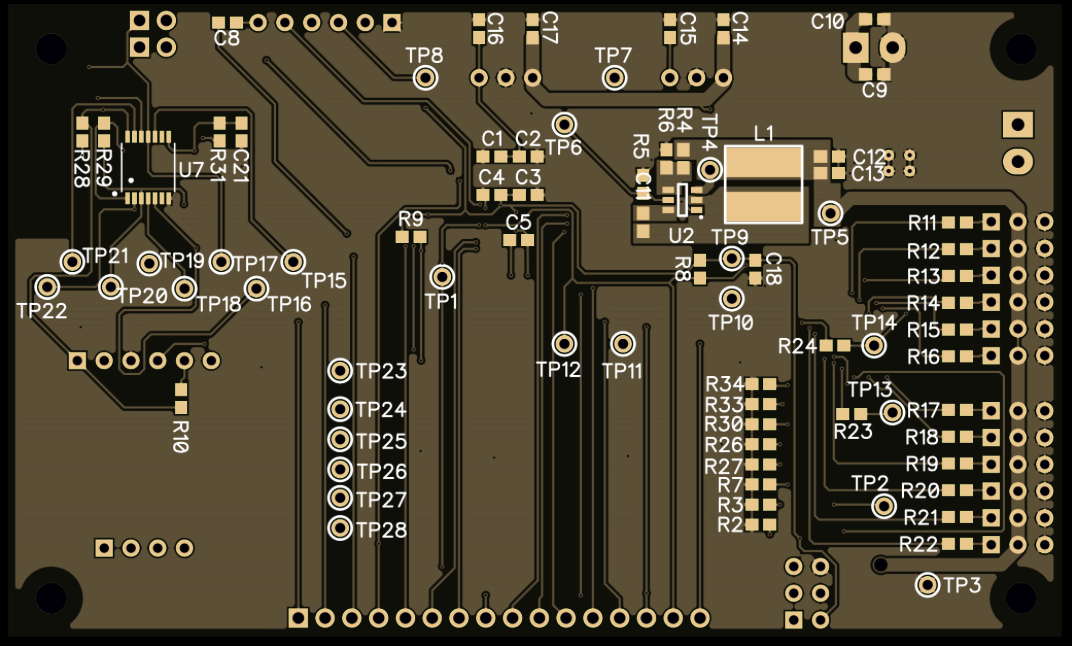 C8
C16
C17
C15
C14
C10
C9
TP8
TP7
TP6
R6
R4
TP4
L1
R5
C11
U2
C12
C13
TP5
C1
C2
C4
C3
R28
R29
U7
R31
C21
R9
C5
TP9
R8
C18
TP10
R11
R12
R13
R14
R15
R16
TP21
TP19
TP17
TP15
TP22
TP20
TP18
TP16
TP1
TP14
R24
TP12
TP11
TP23
TP24
TP25
TP26
TP27
TP28
R10
R34
R33
R30
R26
R27
R7
R3
R2
TP13
R23
TP2
R17
R18
R19
R20
R21
R22
TP3